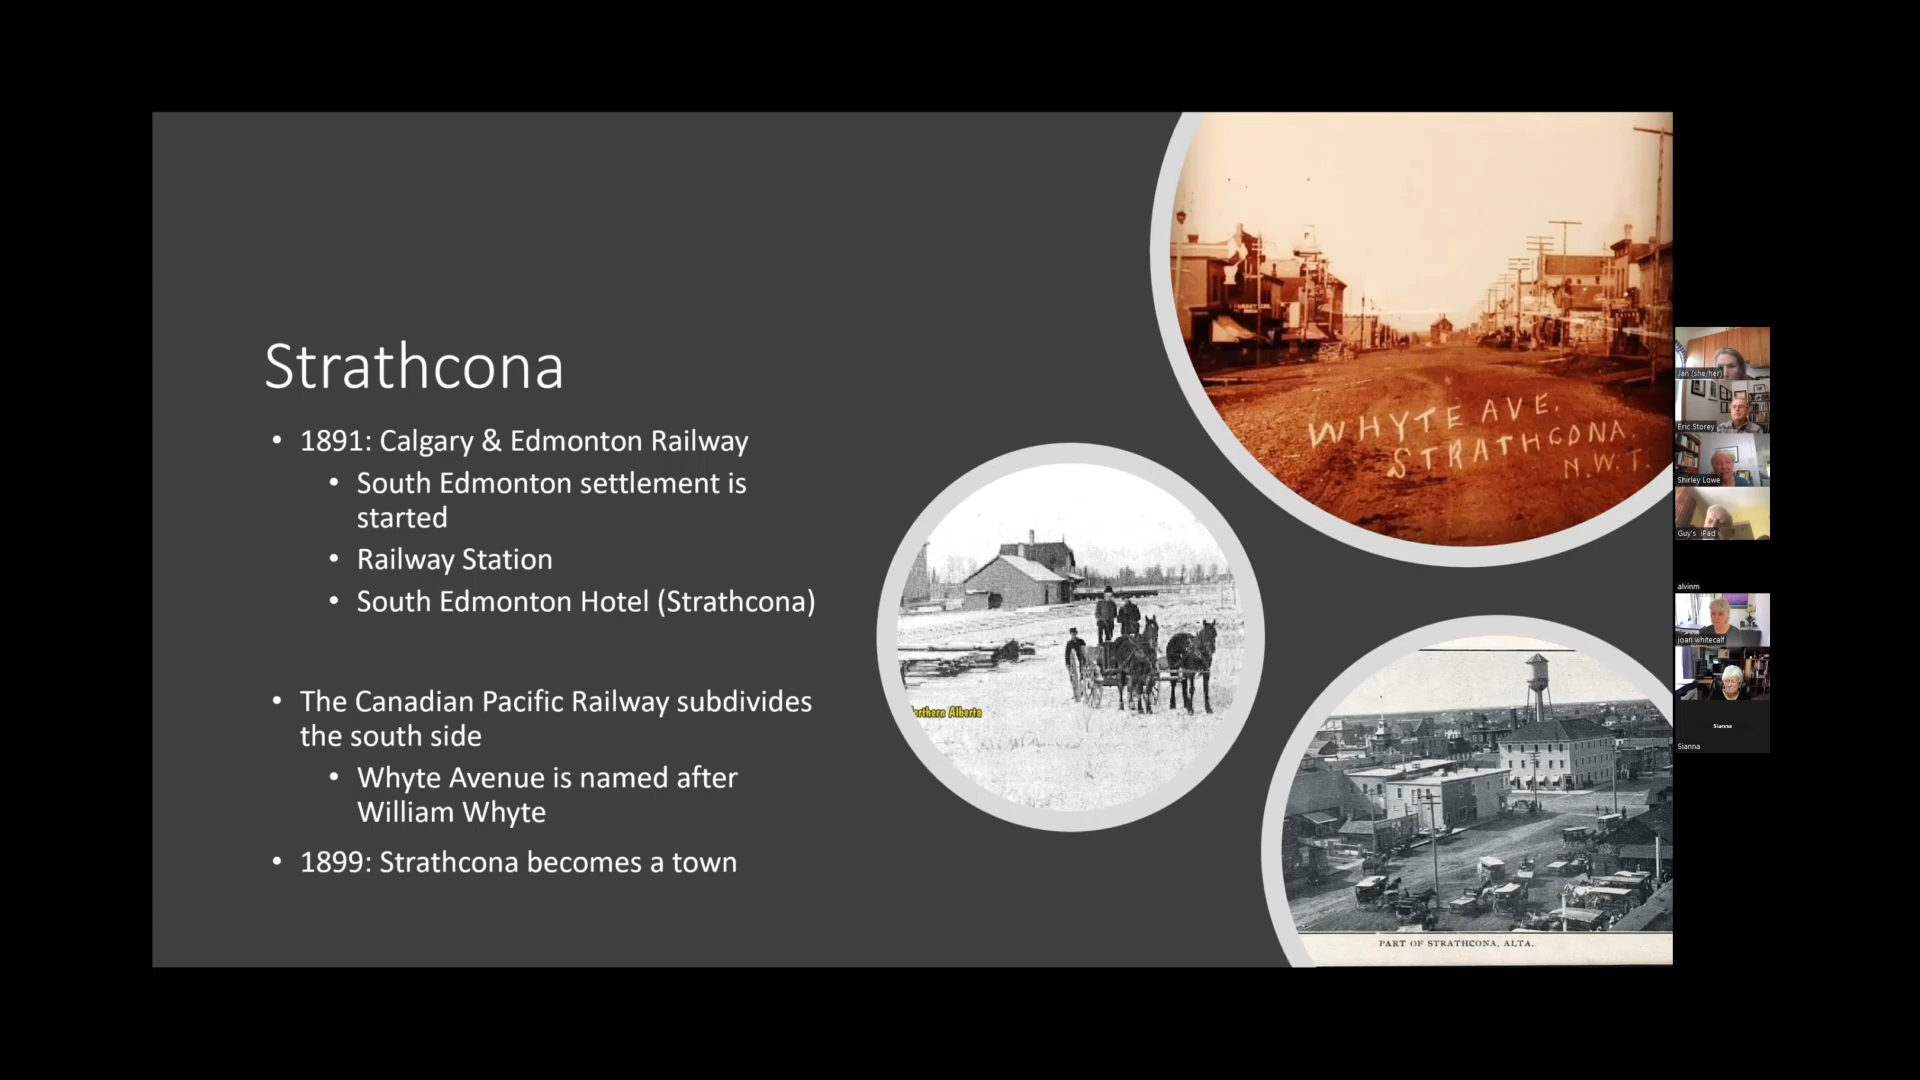 Strathcona
• 1891: Calgary & Edmonton Railway
• South Edmonton settlement is
started
• Railway Station
• South Edmonton Hotel (Strathcona)
• The Canadian Pacific Railway subdivides
the south side
• Whyte Avenue is named after
William Whyte
• 1899: Strathcona becomes a town
WHYTE AVE.
STRATHCONA.
N.W.T.
orthern Alberta
PART OF STRATHCONA, ALTA.
Jan (she/her)
Eric Storey
Shirley Lowe
Guy's iPad
alvinm
joan whitecalf
Sianna
Sianna